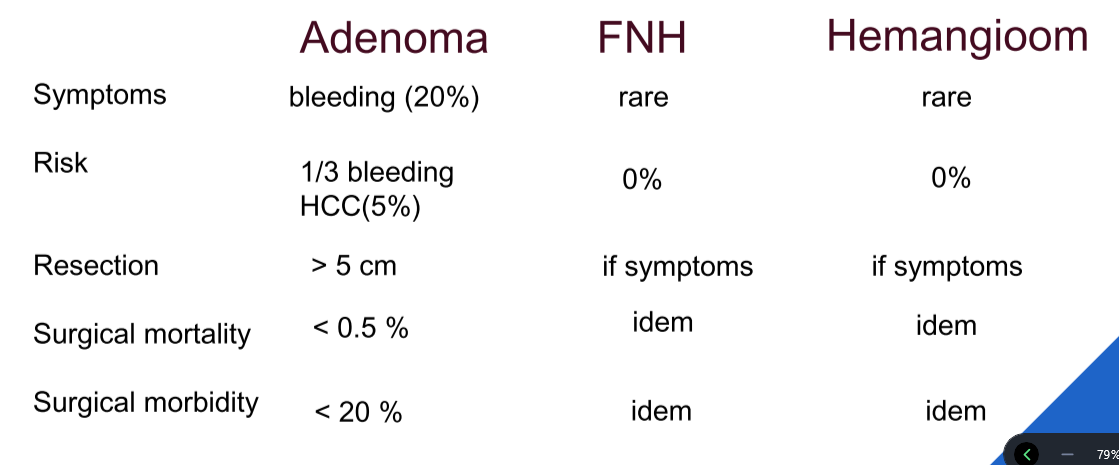 Adenoma FNH Hemangioom
Symptoms bleeding (20%) rare rare
Risk 1/3 bleeding 0% 0%
HCC(5%)
Resection > 5 cm if symptoms if symptoms
Surgical mortality < 0.5 % idem idem
Surgical morbidity < 20 % idem idem
79%